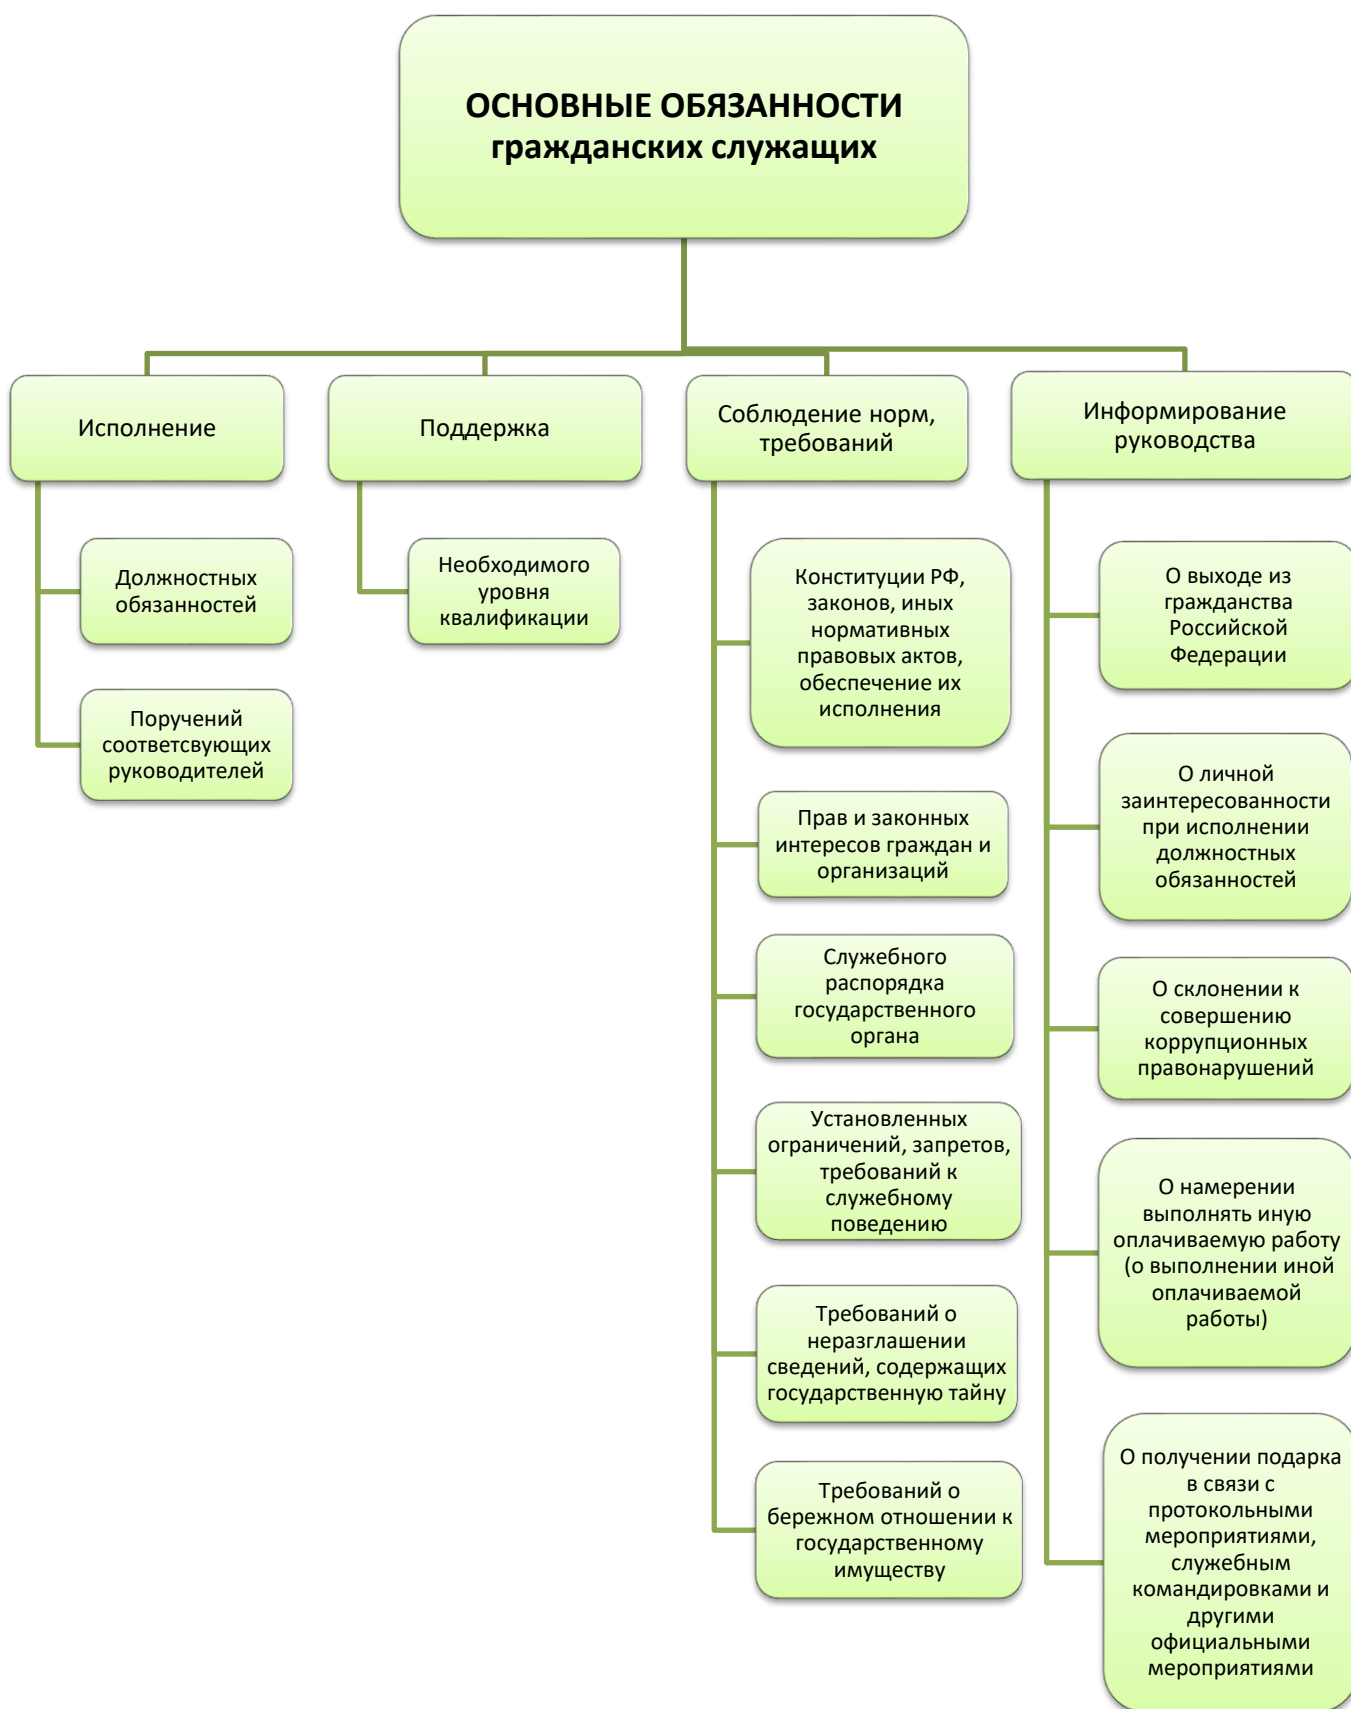 ОСНОВНЫЕ ОБЯЗАННОСТИ
гражданских служащих
Исполнение
Должностных
обязанностей
Поручений
соответсвующих
руководителей
Поддержка
Необходимого
уровня
квалификации
Соблюдение норм,
требований
Конституции РФ,
законов, иных
нормативных
правовых актов,
обеспечение их
исполнения
Прав и законных
интересов граждан и
организаций
Служебного
распорядка
государственного
органа
Установленных
ограничений, запретов,
требований к
служебному
поведению
Требований о
неразглашении
сведений, содержащих
государственную тайну
Требований о
бережном отношении к
государственному
имуществу
Информирование
руководства
О выходе из
гражданства
Российской
Федерации
О личной
заинтересованности
при исполнении
должностных
обязанностей
О склонении к
совершению
коррупционных
правонарушений
О намерении
выполнять иную
оплачиваемую работу
(о выполнении иной
оплачиваемой
работы)
О получении подарка
в связи с
протокольными
мероприятиями,
служебным
командировками и
другими
официальными
мероприятиями